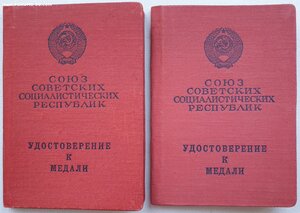 СОЮЗ
СОВЕТСКИХ
СОЦИАЛИСТИЧЕСКИХ
РЕСПУБЛИК
УДОСТОВЕРЕНИЕ
К
МЕДАЛИ
СОЮЗ
СОВЕТСКИХ
СОЦИАЛИСТИЧЕСКИХ
РЕСПУБЛИК
УДОСТОВЕРЕНИЕ
К
МЕДАЛИ